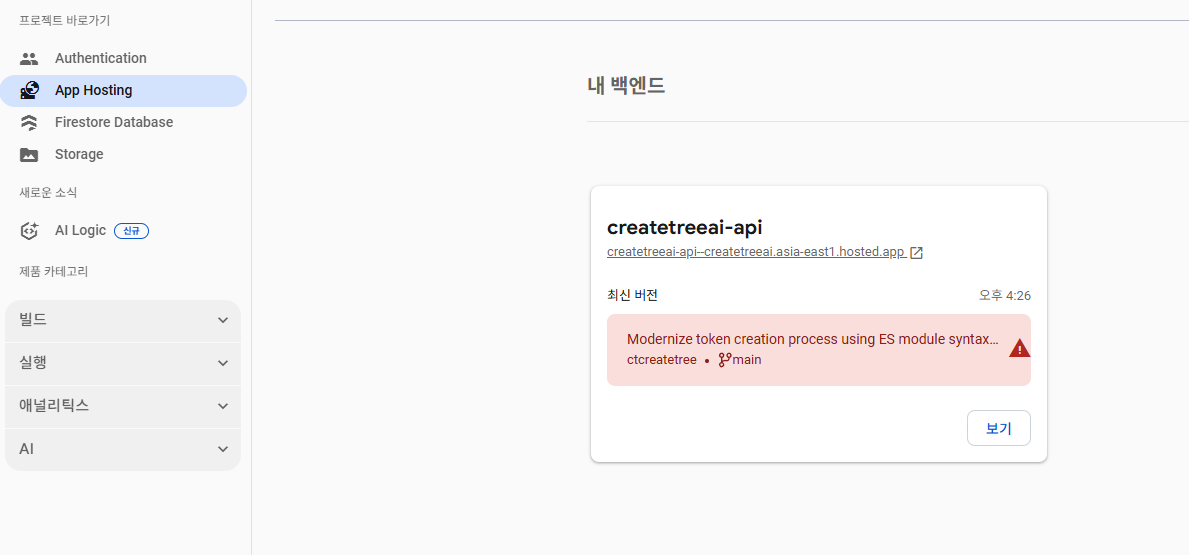 프로젝트 바로가기
Authentication
App Hosting
Firestore Database
Storage
새로운 소식
AI Logic 신규
제품 카테고리
빌드
실행
애널리틱스
AI
내 백엔드
createtreeai-api
createtreeai-api--createtreeai.asia-east1.hosted.app
최신 버전 오후 4:26
Modernize token creation process using ES module syntax…
ctcreatetree • main
보기